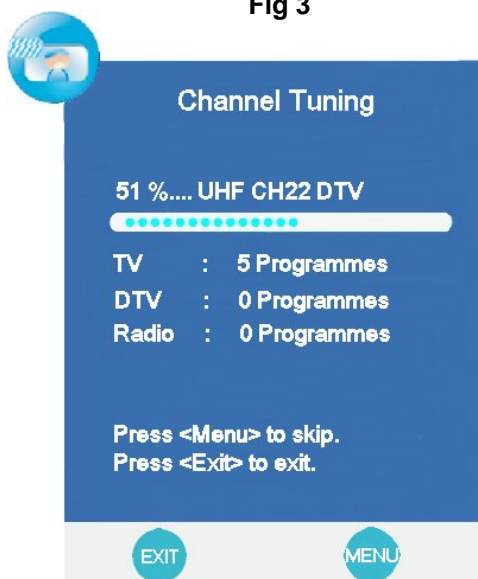 Fig 3
Channel Tuning
51 %.... UHF CH22 DTV
TV : 5 Programmes
DTV : 0 Programmes
Radio : 0 Programmes
Press <Menu> to skip.
Press <Exit> to exit.
EXIT MENU